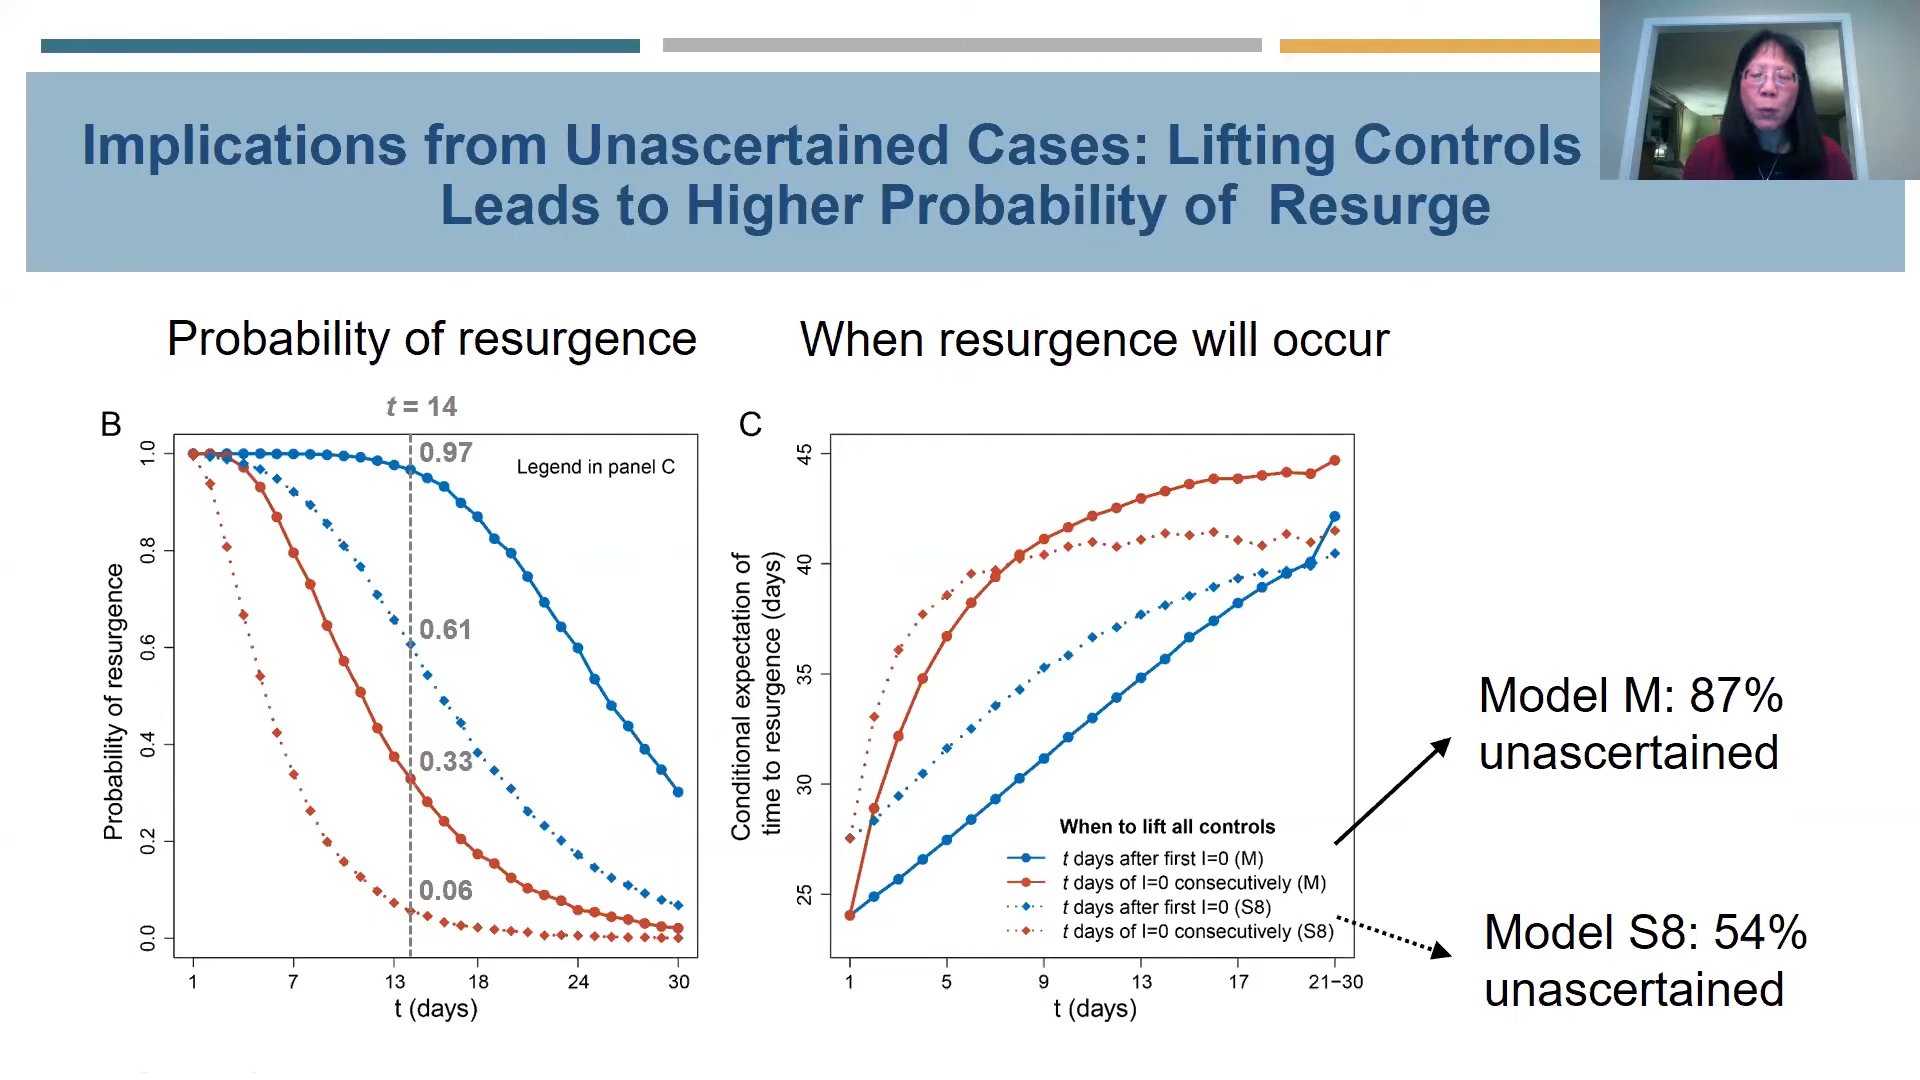 Implications from Unascertained Cases: Lifting Controls
Leads to Higher Probability of Resurge
Probability of resurgence
When resurgence will occur
t = 14
B
0.97
Legend in panel C
0.61
0.33
0.06
Probability of resurgence
0.0
0.2
0.4
0.6
0.8
1.0
1
7
13
18
24
30
t (days)
C
Conditional expectation of
time to resurgence (days)
25
30
35
40
45
When to lift all controls
t days after first I=0 (M)
t days of I=0 consecutively (M)
t days after first I=0 (S8)
t days of I=0 consecutively (S8)
1
5
9
13
17
21−30
t (days)
Model M: 87%
unascertained
Model S8: 54%
unascertained